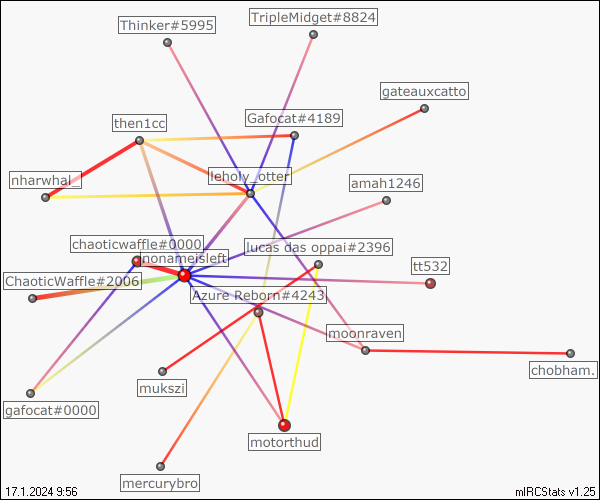 TripleMidget#8824
Thinker#5995
gateauxcatto
Gafocat#4189
then1cc
leholy_otter
nharwhal_
amah1246
chaoticwaffle#0000
lucas das oppai#2396
nonameisleft
tt532
ChaoticWaffle#2006
Azure Reborn#4243
moonraven
chobham.
mukszi
gafocat#0000
motorthud
mercurybro
17.1.2024 9:56
mIRCStats v1.25